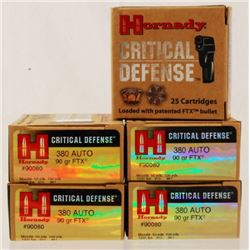 Hornady
CRITICAL
DEFENSE
25 Cartridges
Loaded with patented FTX bullet
H
Hornady
CRITICAL DEFENSE
380 AUTO
90 gr FTX
#90080
H
Hornady
CRITICAL DEFENSE
380 AUTO
90 gr FTX
#90080
H
Hornady
CRITICAL DEFENSE
380 AUTO
90 gr FTX
#90080
H
Hornady
CRITICAL DEFENSE
380 AUTO
90 gr FTX
#90080